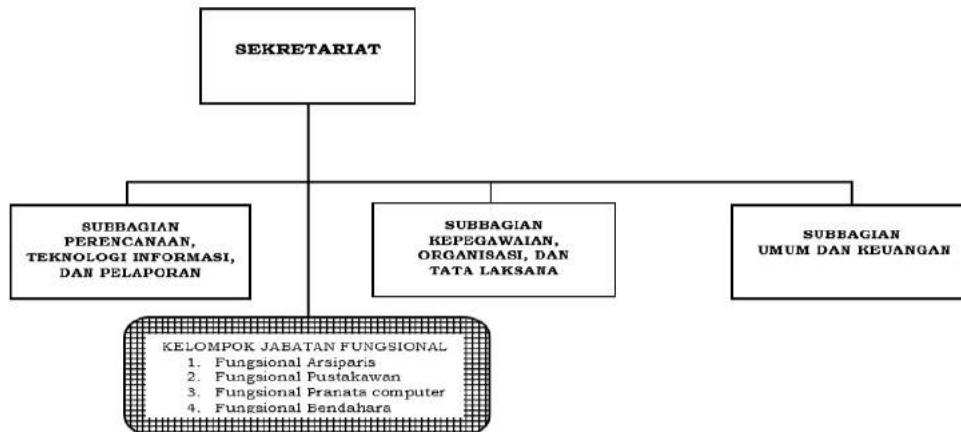 SEKRETARIAT
SUBBAGIAN
PERENCANAAN,
TEKNOLOGI INFORMASI,
DAN PELAPORAN
SUBBAGIAN
KEPEGAWAIAN,
ORGANISASI, DAN
TATA LAKSANA
SUBBAGIAN
UMUM DAN KEUANGAN
KELOMPOK JABATAN FUNGSIONAL
1. Fungsional Arsiparis
2. Fungsional Pustakawan
3. Fungsional Pranata computer
4. Fungsional Bendahara